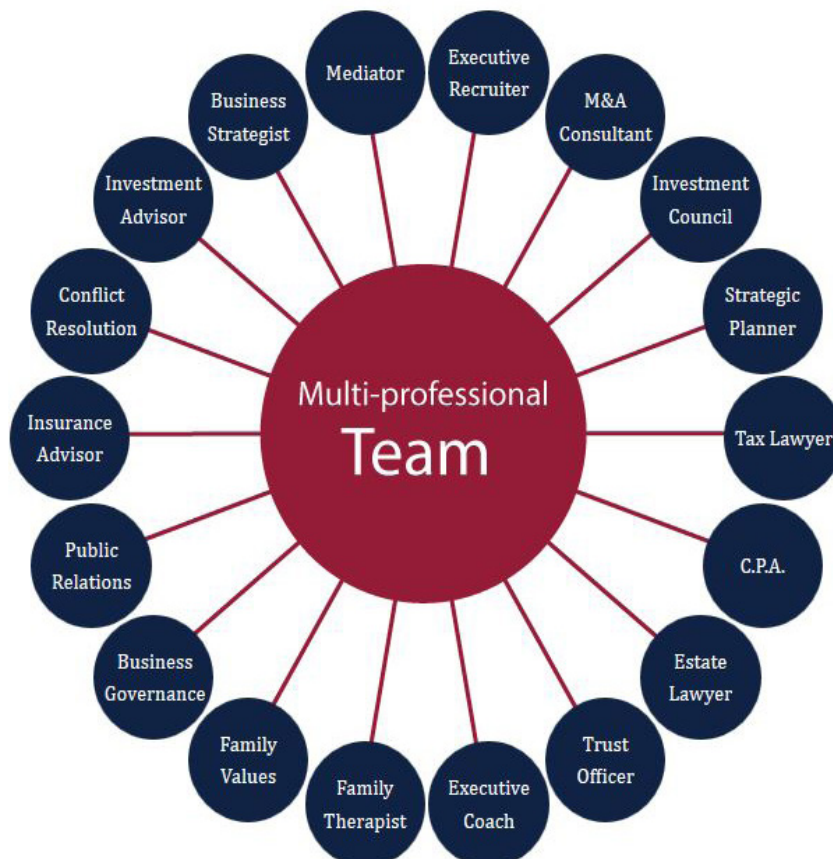 Mediator
Executive
Recruiter
M&A
Consultant
Investment
Council
Strategic
Planner
Tax Lawyer
C.P.A.
Estate
Lawyer
Trust
Officer
Executive
Coach
Family
Therapist
Family
Values
Business
Governance
Public
Relations
Insurance
Advisor
Conflict
Resolution
Investment
Advisor
Business
Strategist
Multi-professional
Team